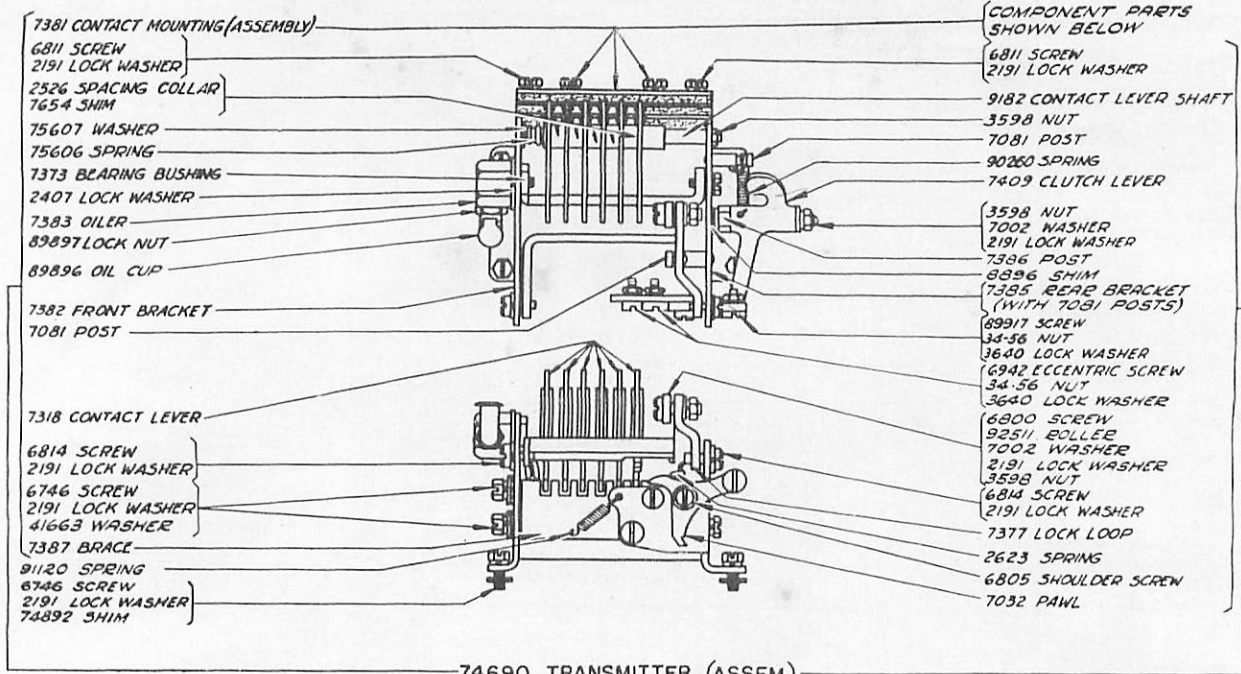 7381 CONTACT MOUNTING (ASSEMBLY)
6811 SCREW
2191 LOCK WASHER
2526 SPACING COLLAR
7654 SHIM
75607 WASHER
75606 SPRING
7373 BEARING BUSHING
2407 LOCK WASHER
7383 OILER
89897 LOCK NUT
89896 OIL CUP
7382 FRONT BRACKET
7081 POST
7318 CONTACT LEVER
6814 SCREW
2191 LOCK WASHER
6746 SCREW
2191 LOCK WASHER
41663 WASHER
7387 BRACE
91120 SPRING
6746 SCREW
2191 LOCK WASHER
74892 SHIM
COMPONENT PARTS
SHOWN BELOW
6811 SCREW
2191 LOCK WASHER
9182 CONTACT LEVER SHAFT
3598 NUT
7081 POST
90260 SPRING
7409 CLUTCH LEVER
3598 NUT
7002 WASHER
2191 LOCK WASHER
7386 POST
8896 SHIM
7385 REAR BRACKET
(WITH 7081 POSTS)
89917 SCREW
34-56 NUT
3640 LOCK WASHER
6942 ECCENTRIC SCREW
34-56 NUT
3640 LOCK WASHER
6800 SCREW
92511 ROLLER
7002 WASHER
2191 LOCK WASHER
3598 NUT
6814 SCREW
2191 LOCK WASHER
7377 LOCK LOOP
2623 SPRING
6805 SHOULDER SCREW
7032 PAWL
74690 TRANSMITTER (ASSEM.)